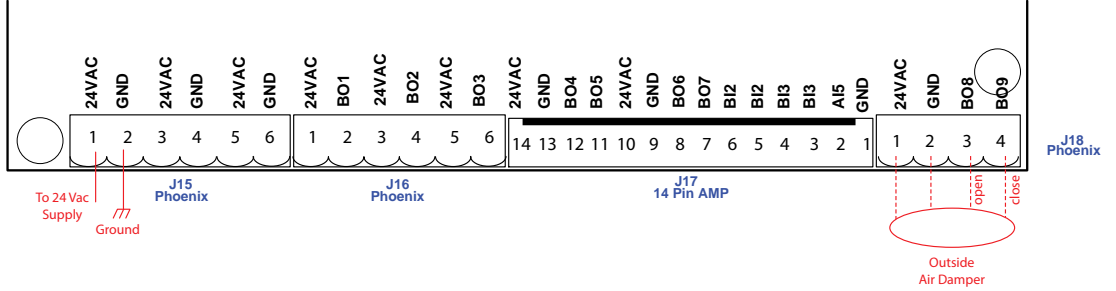 24VAC GND 24VAC GND 24VAC GND 24VAC BO1 24VAC BO2 24VAC BO3 24VAC GND BO4 BO5 24VAC GND BO6 BO7 BI2 BI2 BI3 BI3 AI5 GND 24VAC GND BO8 BO9
1 2 3 4 5 6 1 2 3 4 5 6 14 13 12 11 10 9 8 7 6 5 4 3 2 1 1 2 3 4
J15
Phoenix
J16
Phoenix
J17
14 Pin AMP
J18
Phoenix
To 24 Vac
Supply
Ground
open
close
Outside
Air Damper